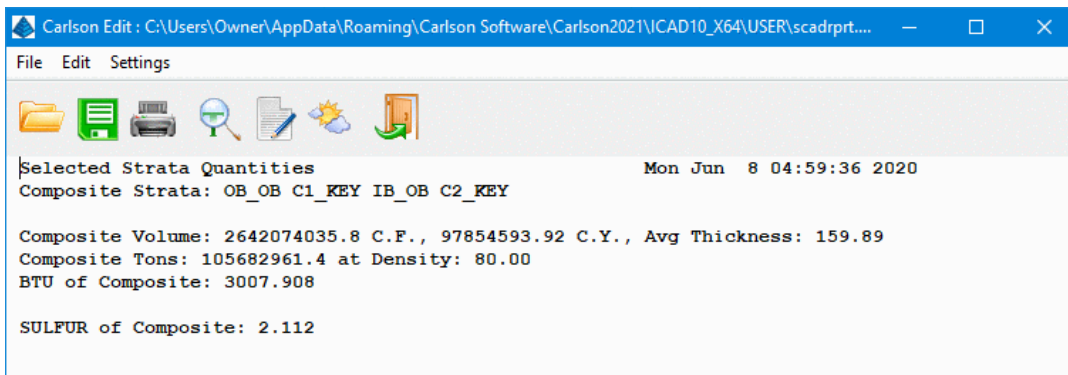 Carlson Edit : C:\Users\Owner\AppData\Roaming\Carlson Software\Carlson2021\ICAD10_X64\USER\scadrprt....
File Edit Settings
Selected Strata Quantities Mon Jun 8 04:59:36 2020
Composite Strata: OB_OB C1_KEY IB_OB C2_KEY
Composite Volume: 2642074035.8 C.F., 97854593.92 C.Y., Avg Thickness: 159.89
Composite Tons: 105682961.4 at Density: 80.00
BTU of Composite: 3007.908
SULFUR of Composite: 2.112